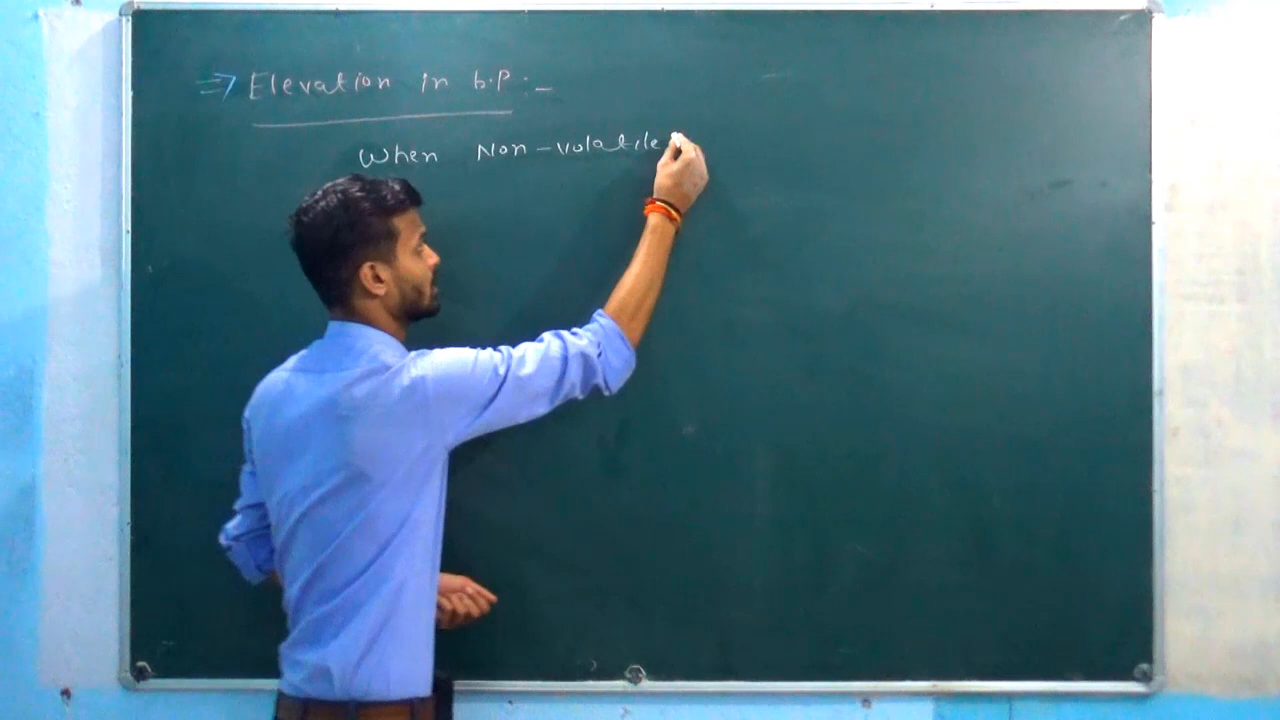 ⇒ Elevation in b.p :-
When Non-volatile